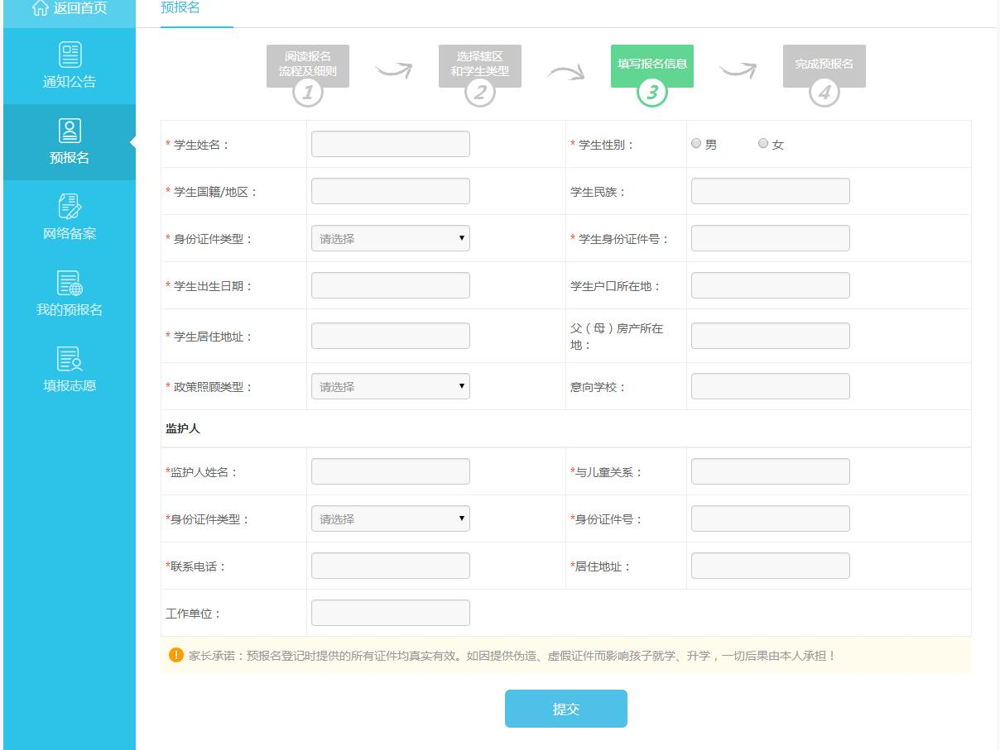 返回首页
预报名
通知公告
预报名
网络备案
我的预报名
填报志愿
阅读报名
流程及细则
1
选择辖区
和学生类型
2
填写报名信息
3
完成预报名
4
* 学生姓名：
* 学生性别：
男
女
* 学生国籍/地区：
学生民族：
* 身份证件类型：
请选择
* 学生身份证件号：
* 学生出生日期：
学生户口所在地：
* 学生居住地址：
父（母）房产所在
地：
* 政策照顾类型：
请选择
意向学校：
监护人
*监护人姓名：
*与儿童关系：
*身份证件类型：
请选择
*身份证件号：
*联系电话：
*居住地址：
工作单位：
家长承诺：预报名登记时提供的所有证件均真实有效。如因提供伪造、虚假证件而影响孩子就学、升学，一切后果由本人承担！
提交